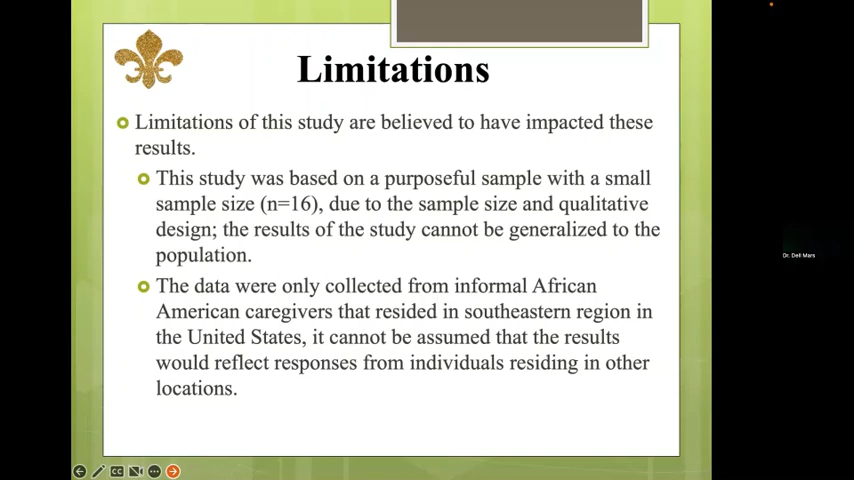 Limitations
Limitations of this study are believed to have impacted these
results.
This study was based on a purposeful sample with a small
sample size (n=16), due to the sample size and qualitative
design; the results of the study cannot be generalized to the
population.
The data were only collected from informal African
American caregivers that resided in southeastern region in
the United States, it cannot be assumed that the results
would reflect responses from individuals residing in other
locations.
Dr. Dell Mars
CC